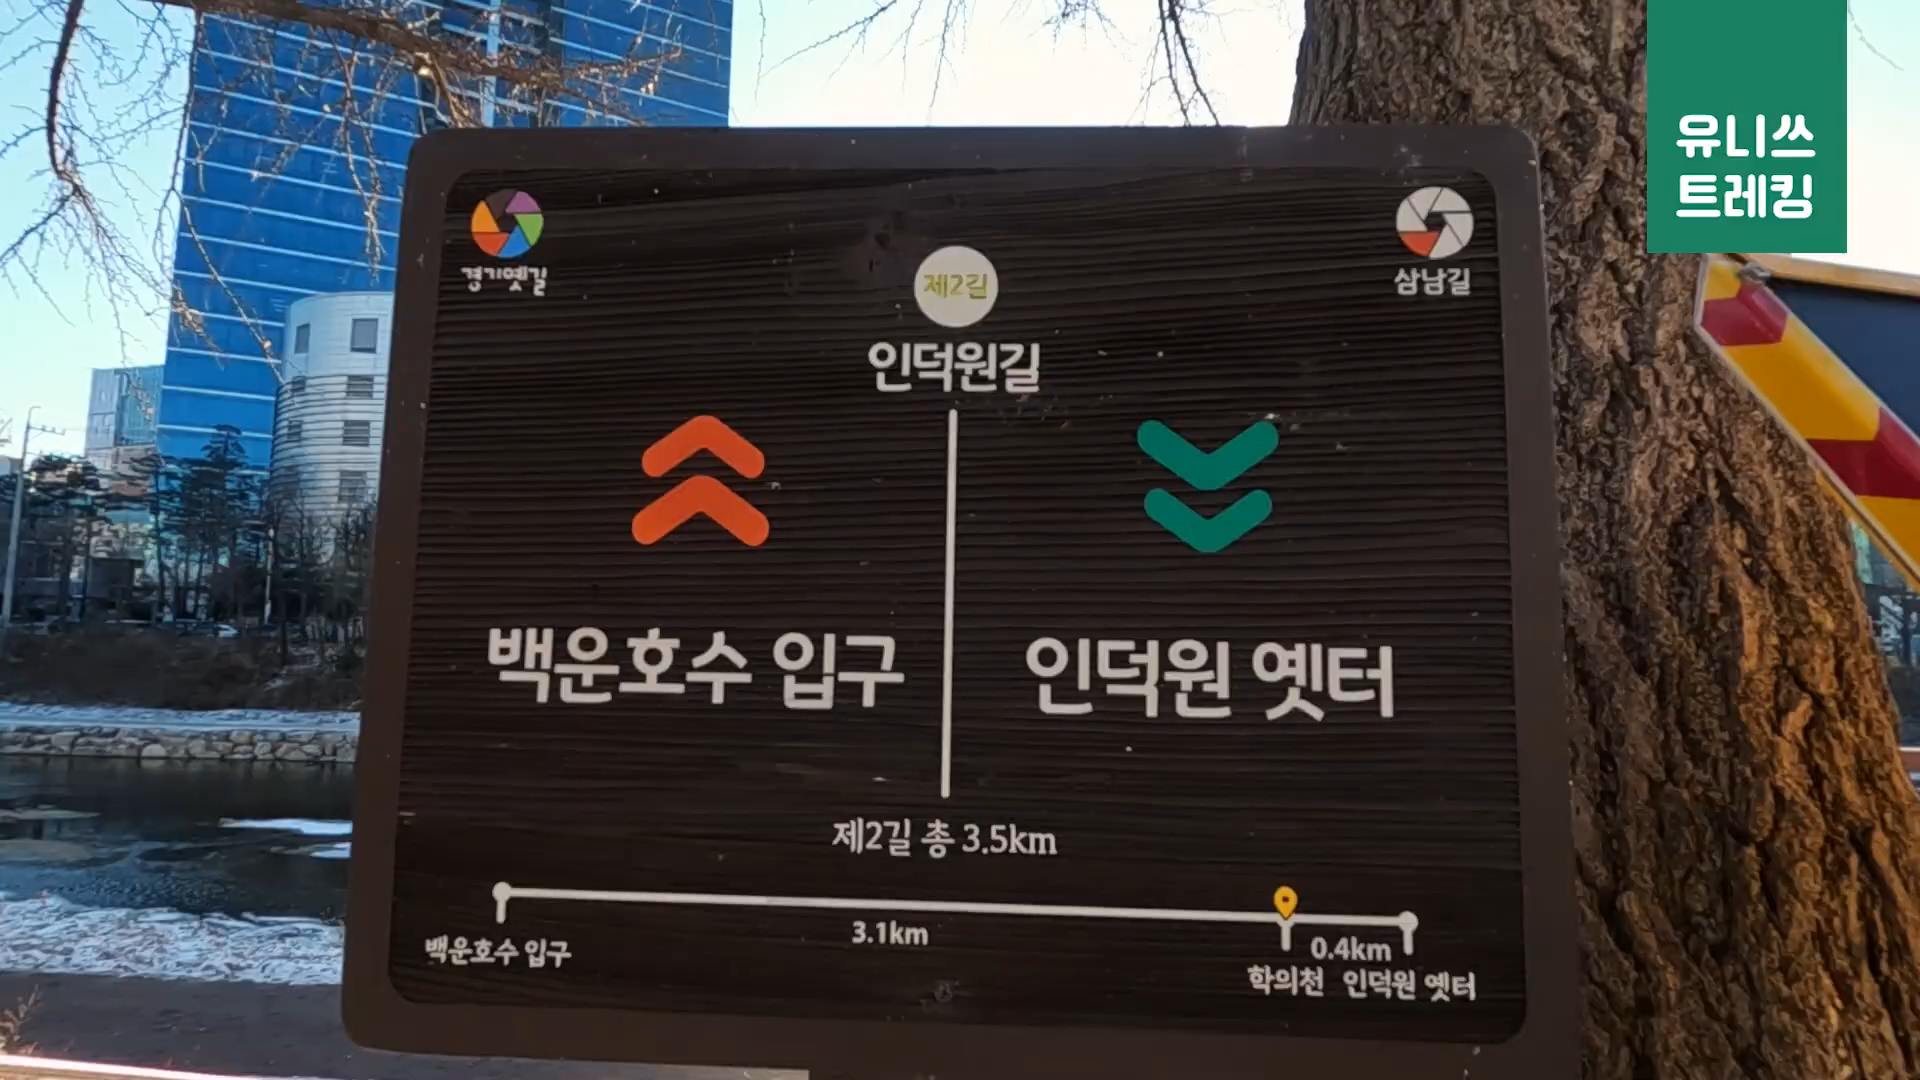 유니쓰
트레킹
경기옛길
삼남길
제2길
인덕원길
백운호수 입구
인덕원 옛터
제2길 총 3.5km
3.1km
0.4km
백운호수 입구
학의천
인덕원 옛터